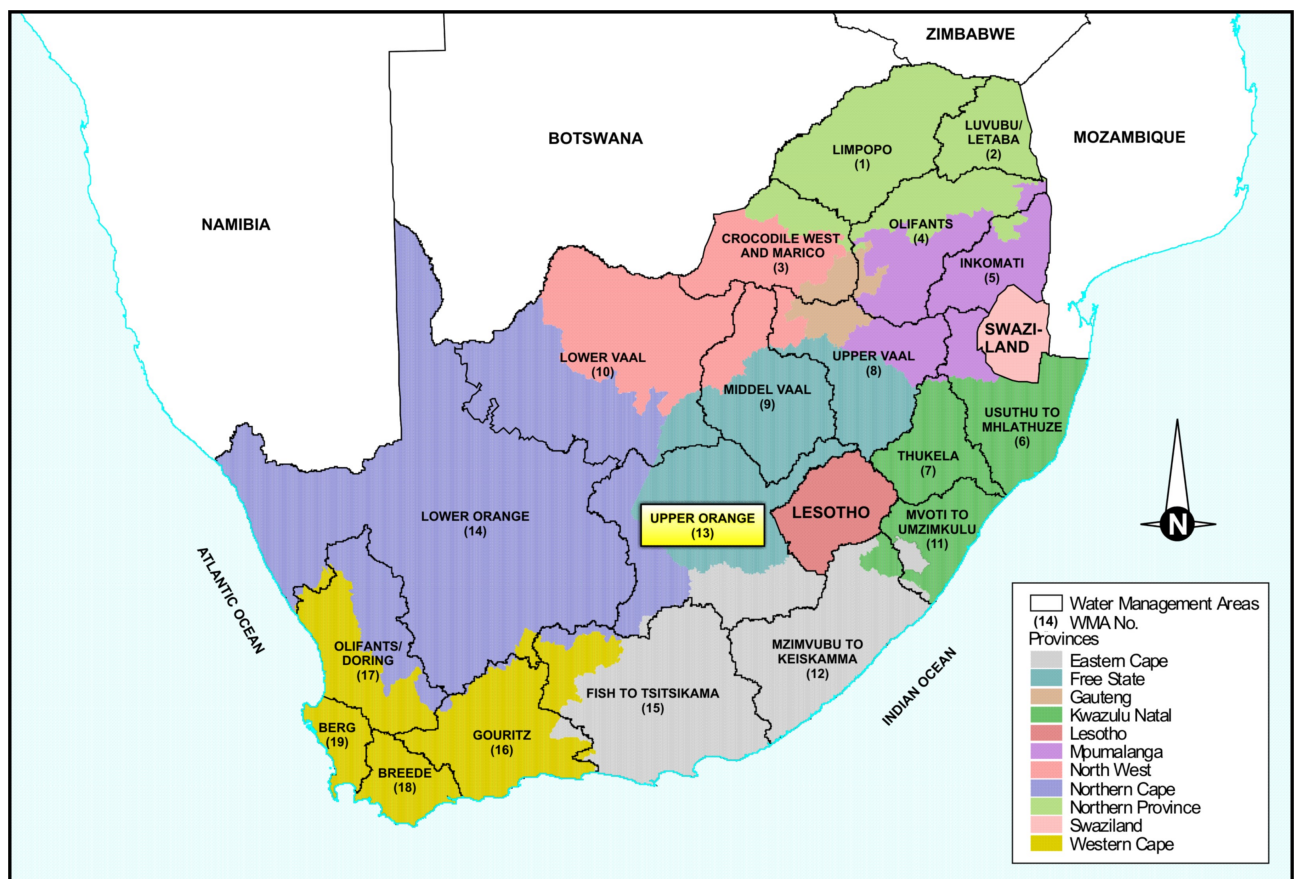 ZIMBABWE
BOTSWANA
MOZAMBIQUE
NAMIBIA
LIMPOPO
(1)
LUVUBU/
LETABA
(2)
OLIFANTS
(4)
CROCODILE WEST
AND MARICO
(3)
INKOMATI
(5)
SWAZI-
LAND
LOWER VAAL
(10)
UPPER VAAL
(8)
MIDDEL VAAL
(9)
USUTHU TO
MHLATHUZE
(6)
THUKELA
(7)
LOWER ORANGE
(14)
UPPER ORANGE
(13)
LESOTHO
MVOTI TO
UMZIMKULU
(11)
N
ATLANTIC OCEAN
OLIFANTS/
DORING
(17)
MZIMVUBU TO
KEISKAMMA
(12)
INDIAN OCEAN
FISH TO TSITSIKAMA
(15)
BERG
(19)
GOURITZ
(16)
BREEDE
(18)
Water Management Areas
(14) WMA No.
Provinces
Eastern Cape
Free State
Gauteng
Kwazulu Natal
Lesotho
Mpumalanga
North West
Northern Cape
Northern Province
Swaziland
Western Cape